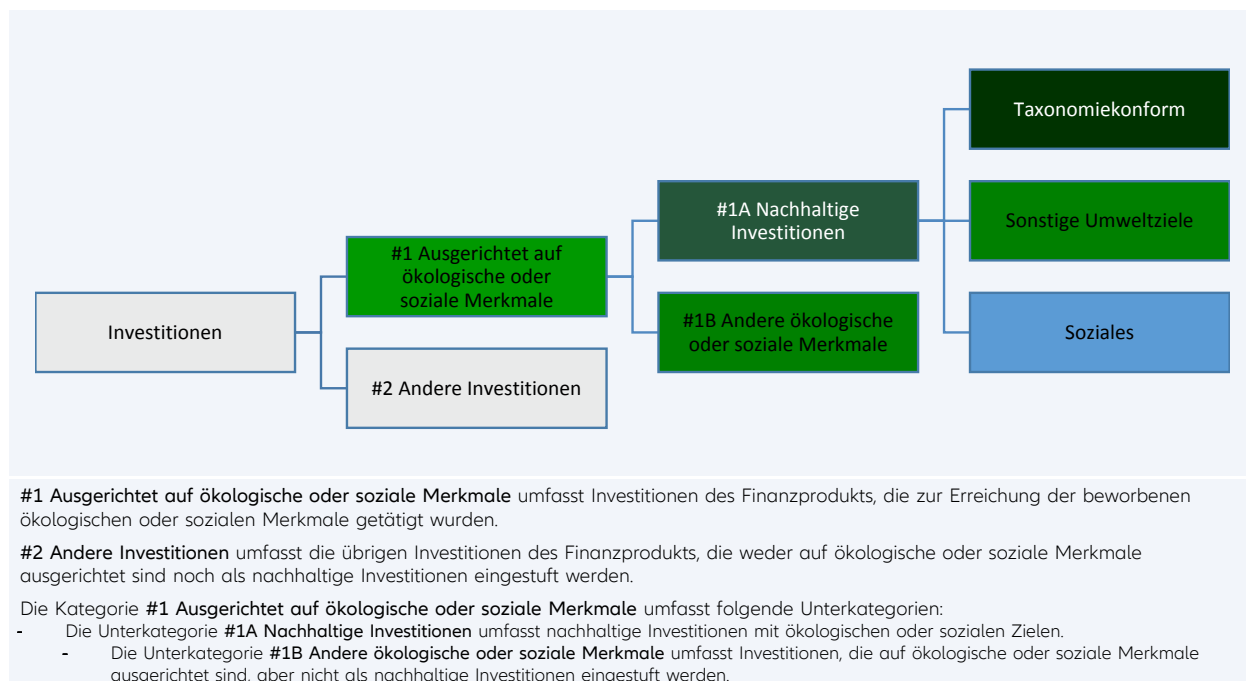 Taxonomiekonform
#1A Nachhaltige
Investitionen
Sonstige Umweltziele
#1 Ausgerichtet auf
ökologische oder
soziale Merkmale
Investitionen
#1B Andere ökologische
oder soziale Merkmale
Soziales
#2 Andere Investitionen
#1 Ausgerichtet auf ökologische oder soziale Merkmale umfasst Investitionen des Finanzprodukts, die zur Erreichung der beworbenen
ökologischen oder sozialen Merkmale getätigt wurden.
#2 Andere Investitionen umfasst die übrigen Investitionen des Finanzprodukts, die weder auf ökologische oder soziale Merkmale
ausgerichtet sind noch als nachhaltige Investitionen eingestuft werden.
Die Kategorie #1 Ausgerichtet auf ökologische oder soziale Merkmale umfasst folgende Unterkategorien:
- Die Unterkategorie #1A Nachhaltige Investitionen umfasst nachhaltige Investitionen mit ökologischen oder sozialen Zielen.
- Die Unterkategorie #1B Andere ökologische oder soziale Merkmale umfasst Investitionen, die auf ökologische oder soziale Merkmale
ausgerichtet sind, aber nicht als nachhaltige Investitionen eingestuft werden.